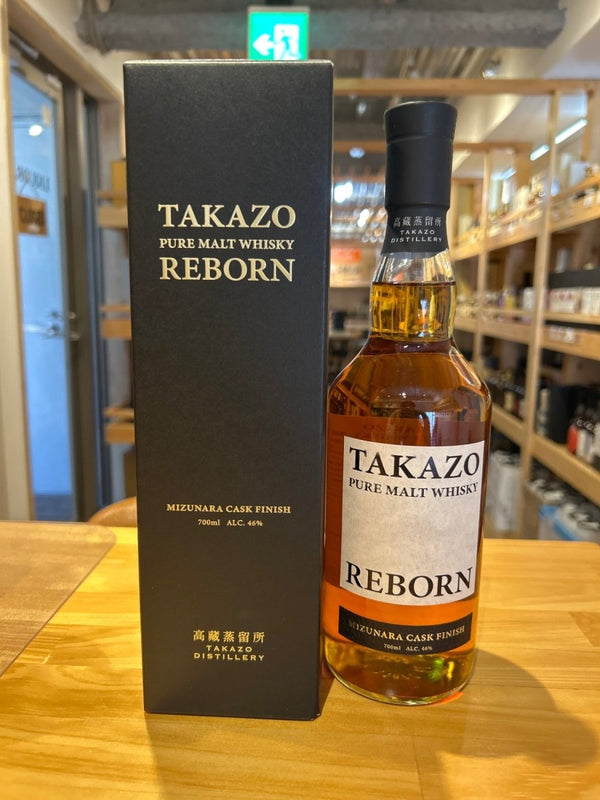 TAKAZO
PURE MALT WHISKY
REBORN
MIZUNARA CASK FINISH
700ml ALC. 46%
高藏蒸留所
TAKAZO
DISTILLERY
高藏蒸留所
TAKAZO
DISTILLERY
TAKAZO
PURE MALT WHISKY
REBORN
MIZUNARA CASK FINISH
700ml ALC. 46%